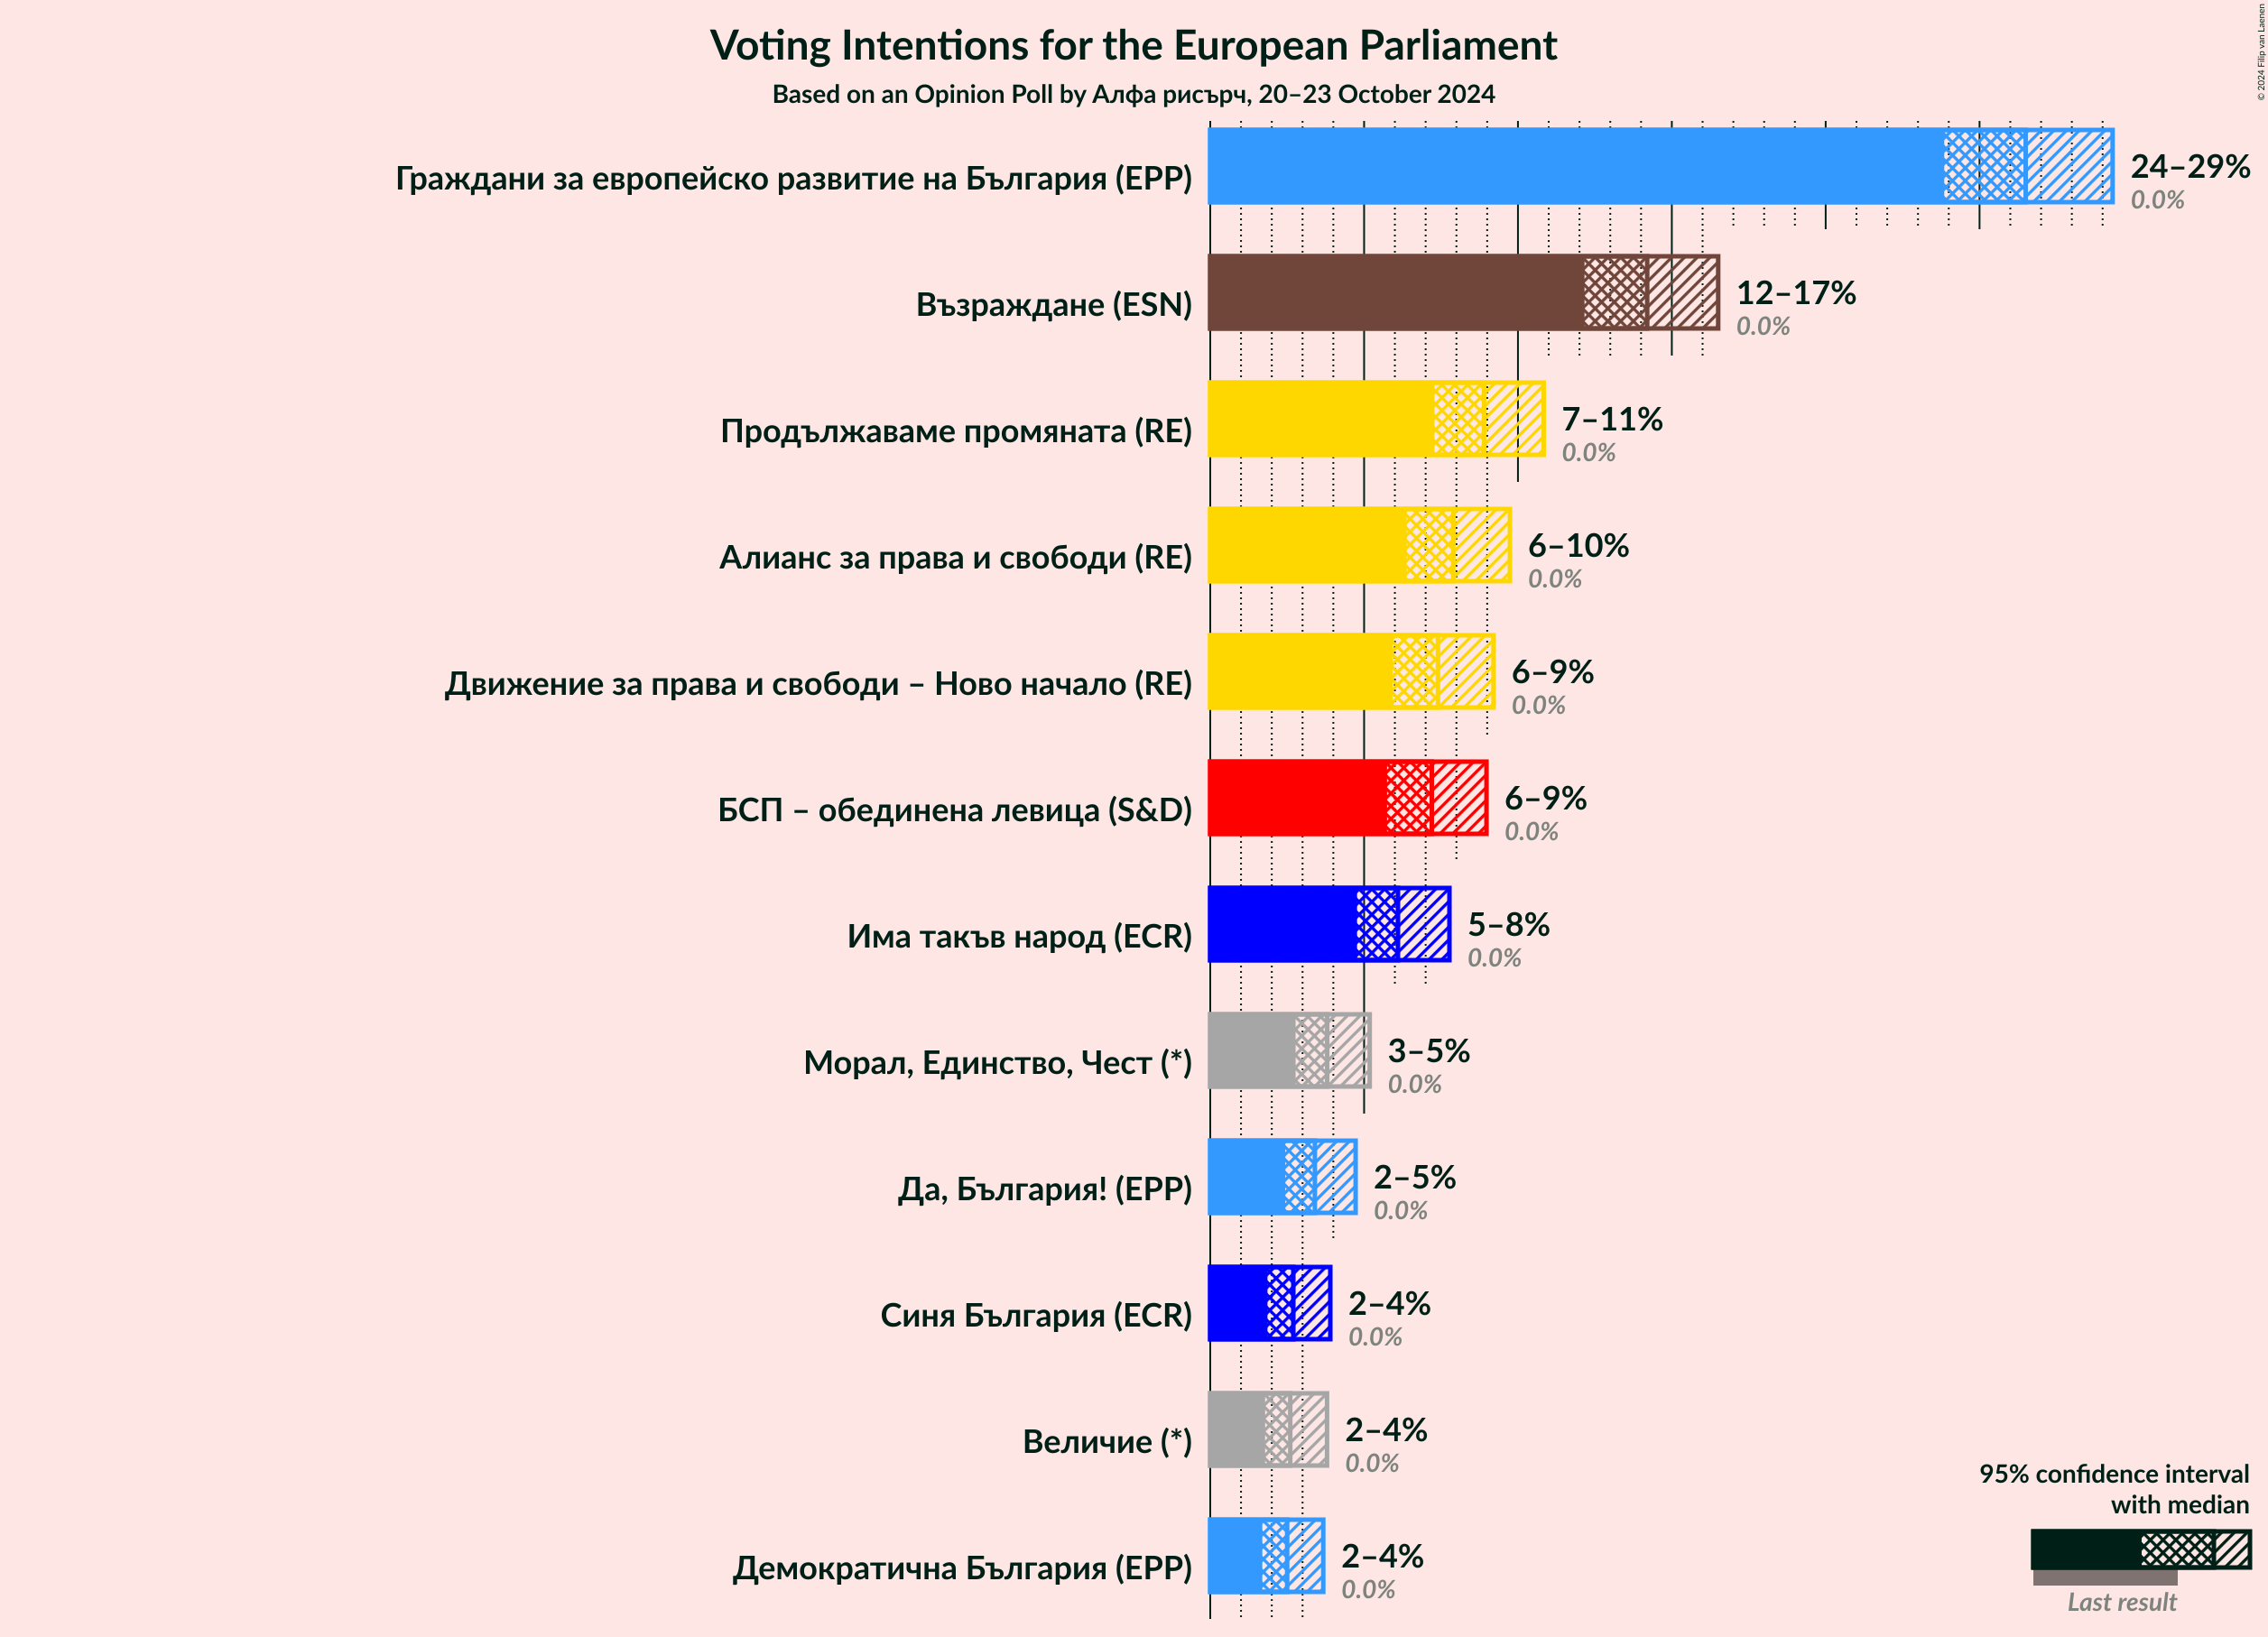 © 2024 Filip van Laenen
Voting Intentions for the European Parliament
Based on an Opinion Poll by Алфа рисърч, 20–23 October 2024
Граждани за европейско развитие на България (EPP)
24–29%
0.0%
Възраждане (ESN)
12–17%
0.0%
Продължаваме промяната (RE)
7–11%
0.0%
Алианс за права и свободи (RE)
6–10%
0.0%
Движение за права и свободи – Ново начало (RE)
6–9%
0.0%
БСП – обединена левица (S&D)
6–9%
0.0%
Има такъв народ (ECR)
5–8%
0.0%
Морал, Единство, Чест (*)
3–5%
0.0%
Да, България! (EPP)
2–5%
0.0%
Синя България (ECR)
2–4%
0.0%
Величие (*)
2–4%
0.0%
Демократична България (EPP)
2–4%
0.0%
95% confidence interval
with median
Last result